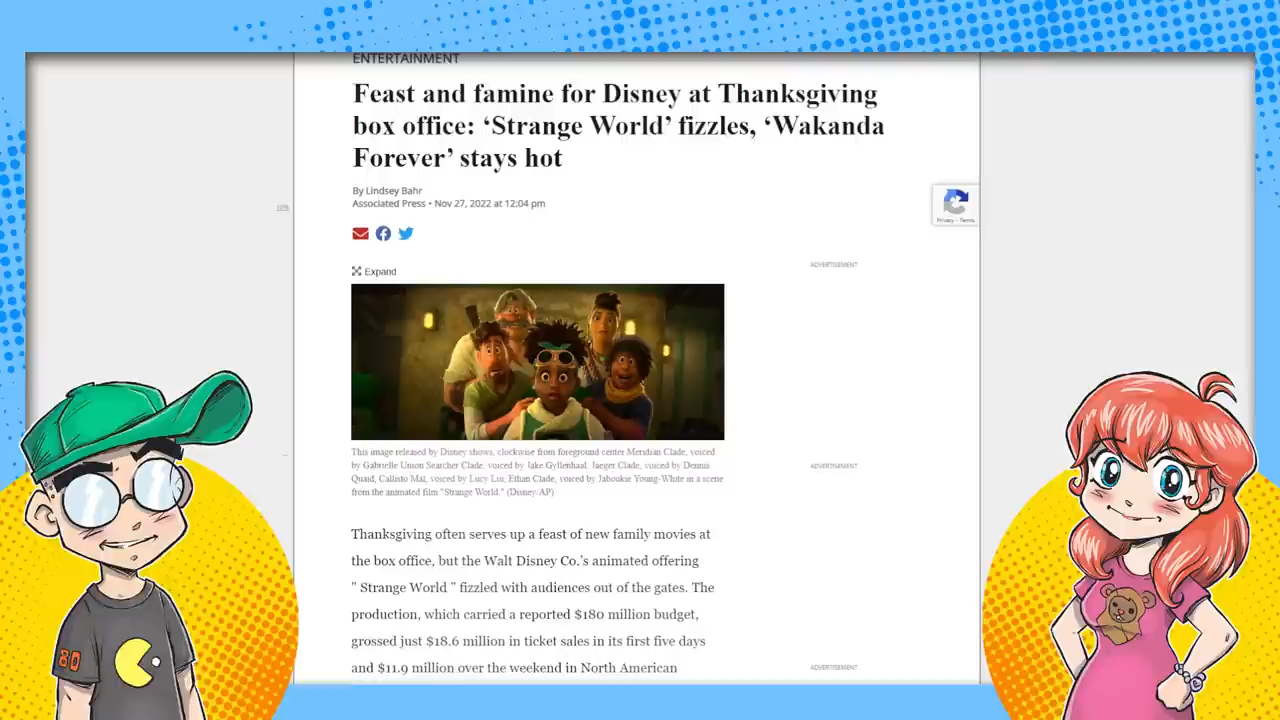 ENTERTAINMENT
Feast and famine for Disney at Thanksgiving
box office: ‘Strange World’ fizzles, ‘Wakanda
Forever’ stays hot
By Lindsey Bahr
Associated Press • Nov 27, 2022 at 12:04 pm
Privacy - Terms
ADVERTISEMENT
Expand
This image released by Disney shows, clockwise from foreground center Meridian Clade, voiced
by Gabrielle Union Searcher Clade, voiced by Jake Gyllenhaal, Jaeger Clade, voiced by Dennis
Quaid, Callisto Mal, voiced by Lucy Liu, Ethan Clade, voiced by Jaboukie Young-White in a scene
from the animated film "Strange World." (Disney/AP)
ADVERTISEMENT
Thanksgiving often serves up a feast of new family movies at
the box office, but the Walt Disney Co.’s animated offering
" Strange World " fizzled with audiences out of the gates. The
production, which carried a reported $180 million budget,
grossed just $18.6 million in ticket sales in its first five days
and $11.9 million over the weekend in North American
ADVERTISEMENT
80